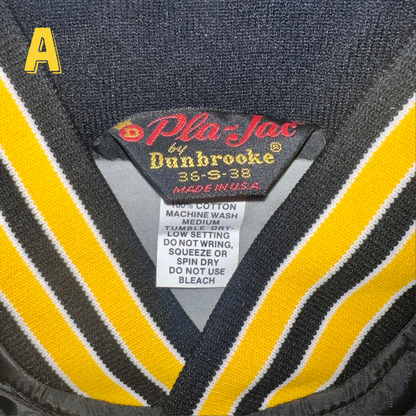 A
Pla-Jac
by
Dunbrooke®
36-S-38
MADE IN U.S.A.
100% COTTON
MACHINE WASH
MEDIUM
TUMBLE DRY-
LOW SETTING
DO NOT WRING,
SQUEEZE OR
SPIN DRY
DO NOT USE
BLEACH